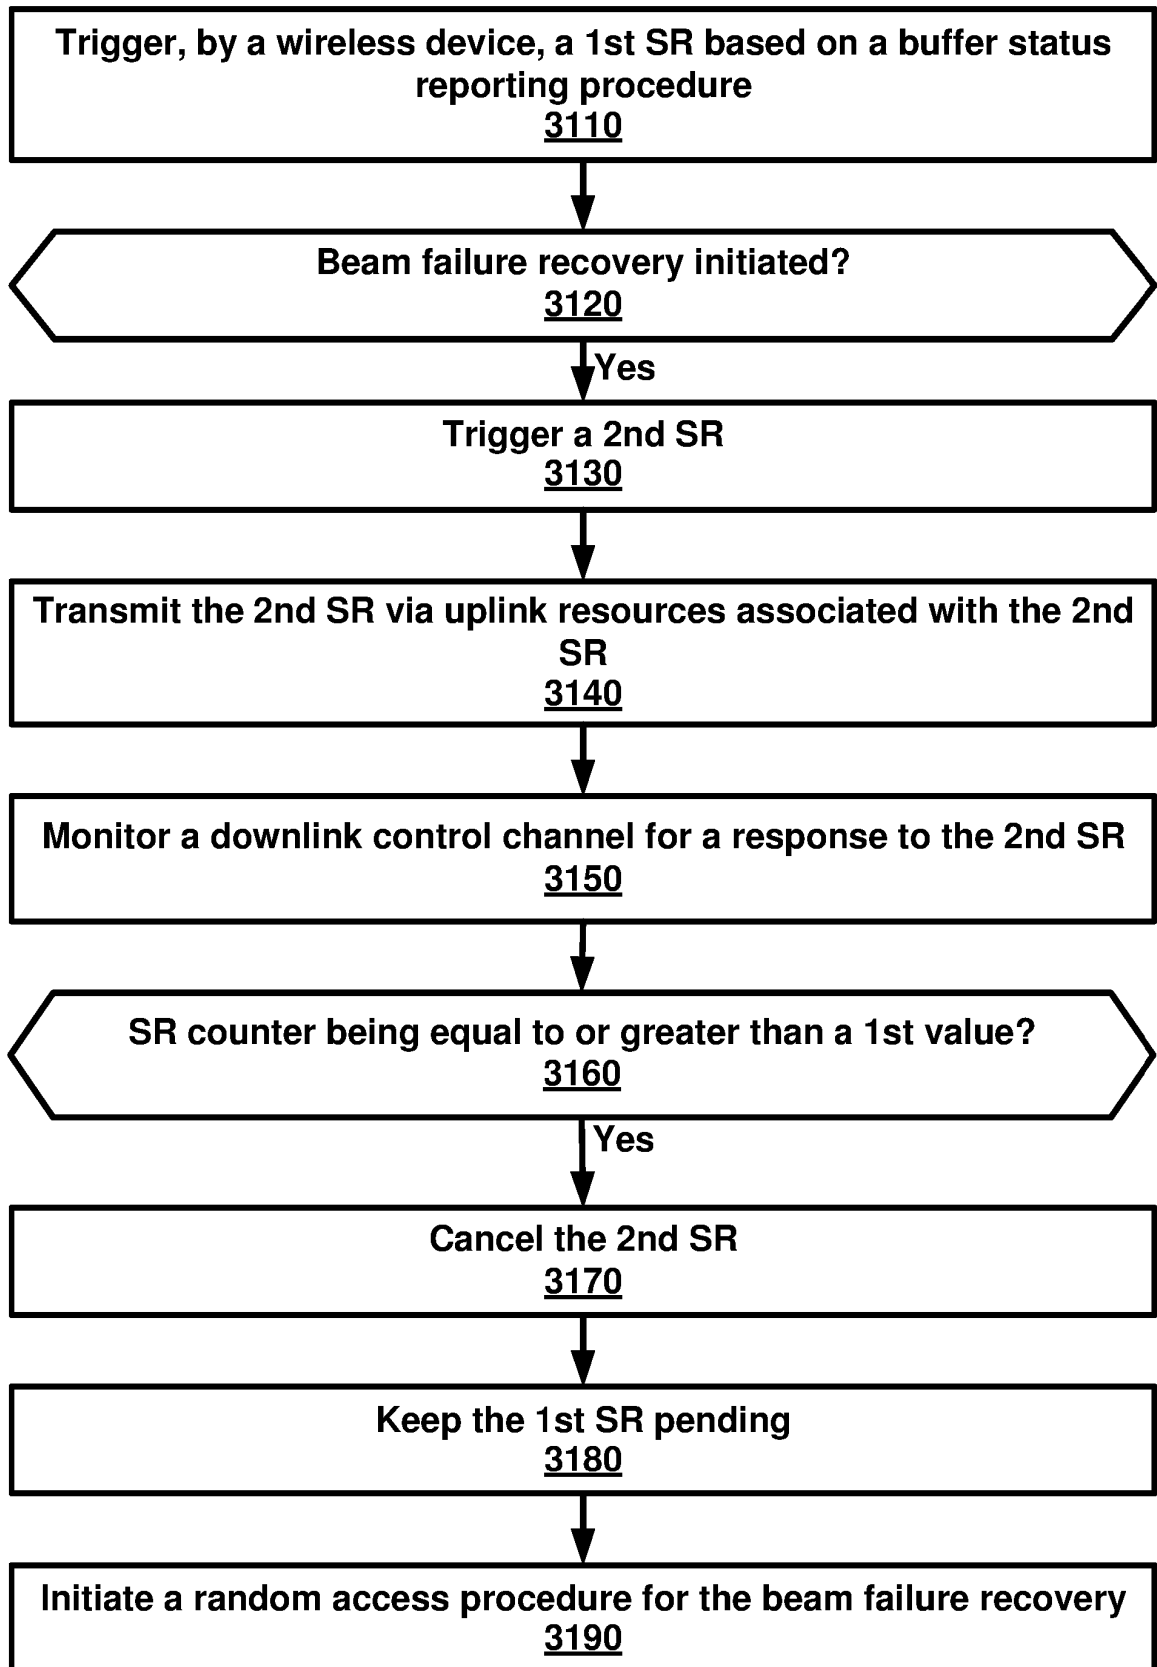 Trigger, by a wireless device, a 1st SR based on a buffer status
reporting procedure
3110
Beam failure recovery initiated?
3120
Yes
Trigger a 2nd SR
3130
Transmit the 2nd SR via uplink resources associated with the 2nd
SR
3140
Monitor a downlink control channel for a response to the 2nd SR
3150
SR counter being equal to or greater than a 1st value?
3160
Yes
Cancel the 2nd SR
3170
Keep the 1st SR pending
3180
Initiate a random access procedure for the beam failure recovery
3190